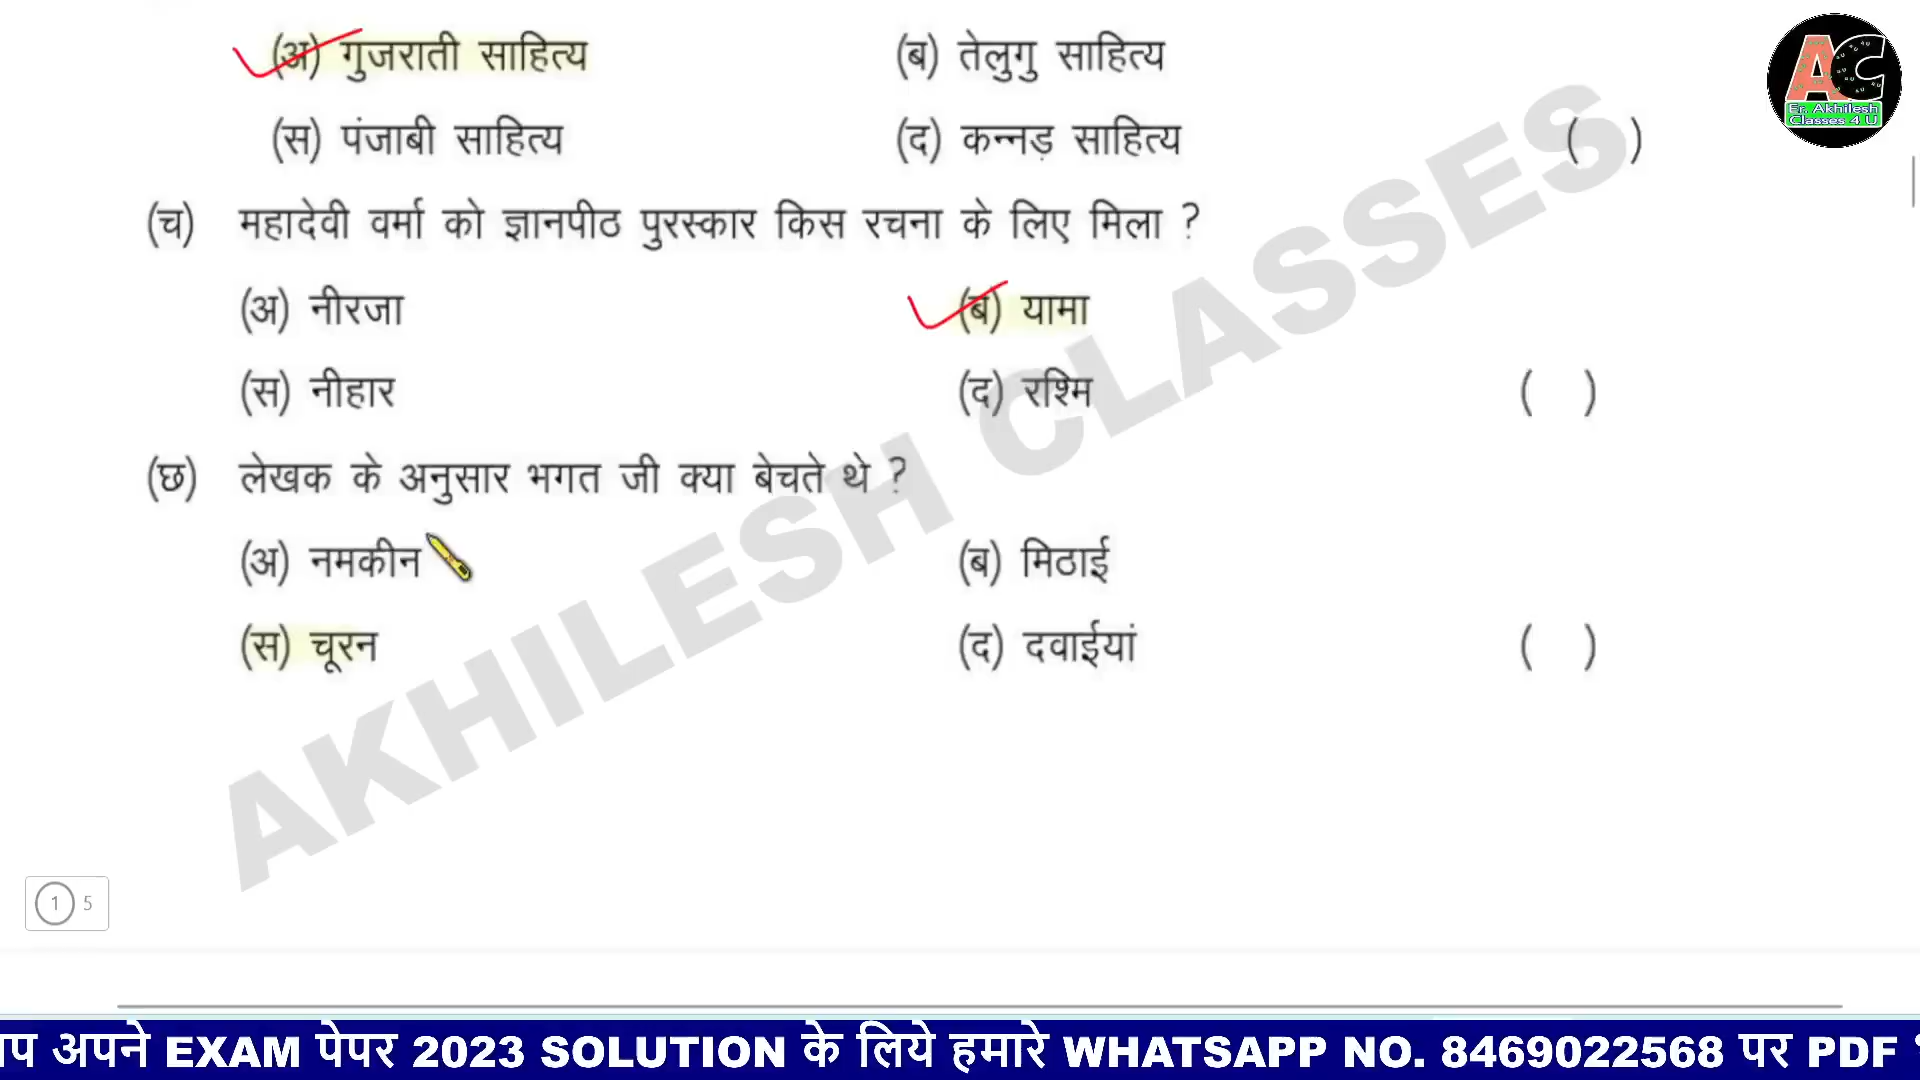 (अ) गुजराती साहित्य (ब) तेलुगु साहित्य
(स) पंजाबी साहित्य (द) कन्नड़ साहित्य ( )
(च) महादेवी वर्मा को ज्ञानपीठ पुरस्कार किस रचना के लिए मिला ?
(अ) नीरजा (ब) यामा
(स) नीहार (द) रश्मि ( )
(छ) लेखक के अनुसार भगत जी क्या बेचते थे ?
(अ) नमकीन (ब) मिठाई
(स) चूरन (द) दवाईयां ( )
AKHILESH CLASSES
AC
Er. Akhilesh
Classes 4 U
1 5
अपने EXAM पेपर 2023 SOLUTION के लिये हमारे WHATSAPP NO. 8469022568 पर PDF